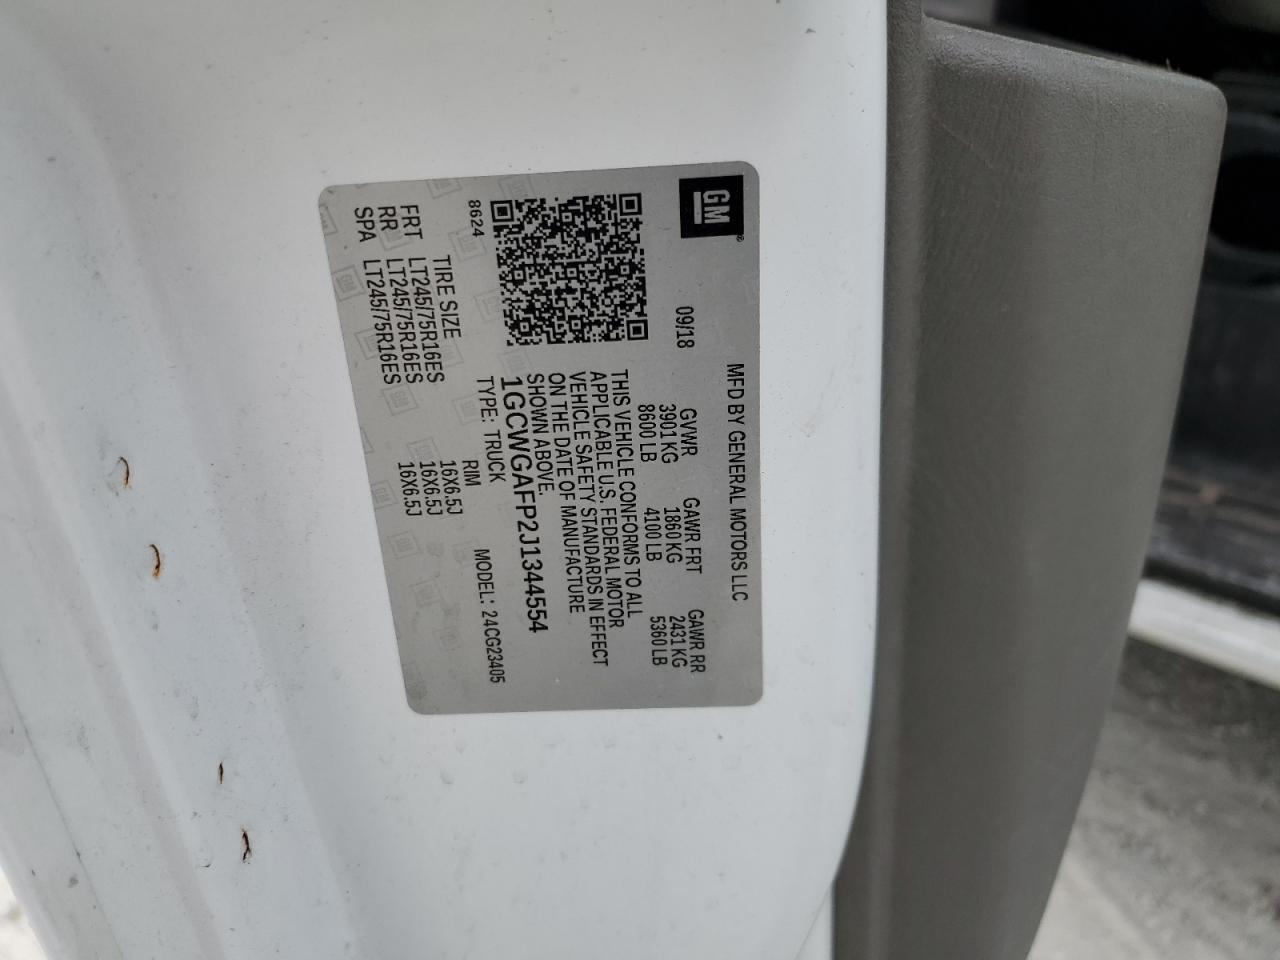 GM®
MFD BY GENERAL MOTORS LLC
09/18
GVWR GAWR FRT GAWR RR
3901 KG 1860 KG 2431 KG
8600 LB 4100 LB 5360 LB
THIS VEHICLE CONFORMS TO ALL
APPLICABLE U.S. FEDERAL MOTOR
VEHICLE SAFETY STANDARDS IN EFFECT
ON THE DATE OF MANUFACTURE
SHOWN ABOVE.
1GCWGAFP2J1344554
8624 TYPE: TRUCK MODEL: 24CG23405
TIRE SIZE RIM
FRT LT245/75R16ES 16X6.5J
RR LT245/75R16ES 16X6.5J
SPA LT245/75R16ES 16X6.5J